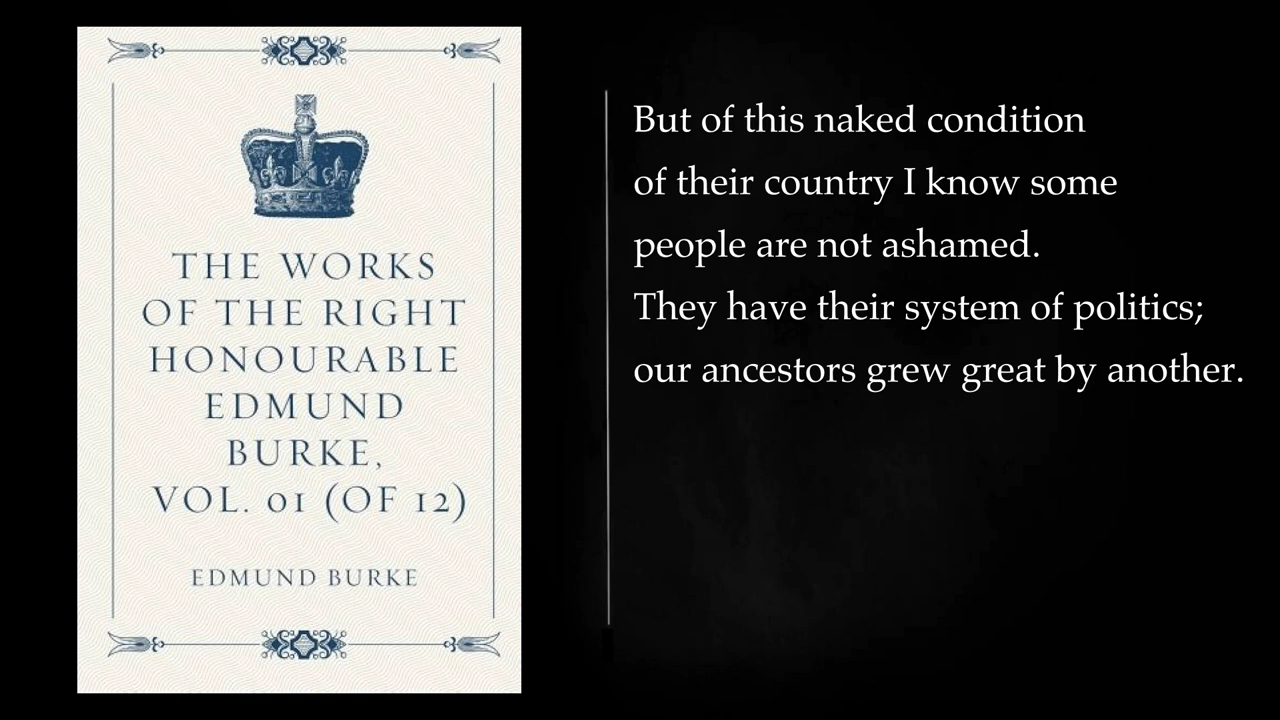 THE WORKS
OF THE RIGHT
HONOURABLE
EDMUND
BURKE,
VOL. 01 (OF 12)
EDMUND BURKE
But of this naked condition
of their country I know some
people are not ashamed.
They have their system of politics;
our ancestors grew great by another.